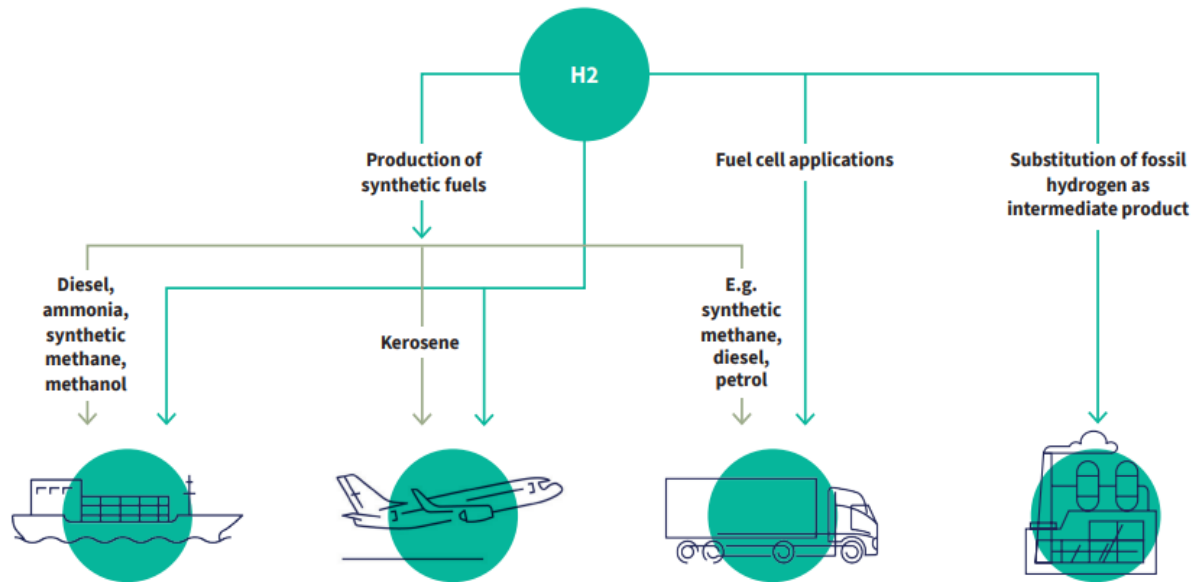 H2
Production of
synthetic fuels
Fuel cell applications
Substitution of fossil
hydrogen as
intermediate product
Diesel,
ammonia,
synthetic
methane,
methanol
Kerosene
E.g.
synthetic
methane,
diesel,
petrol